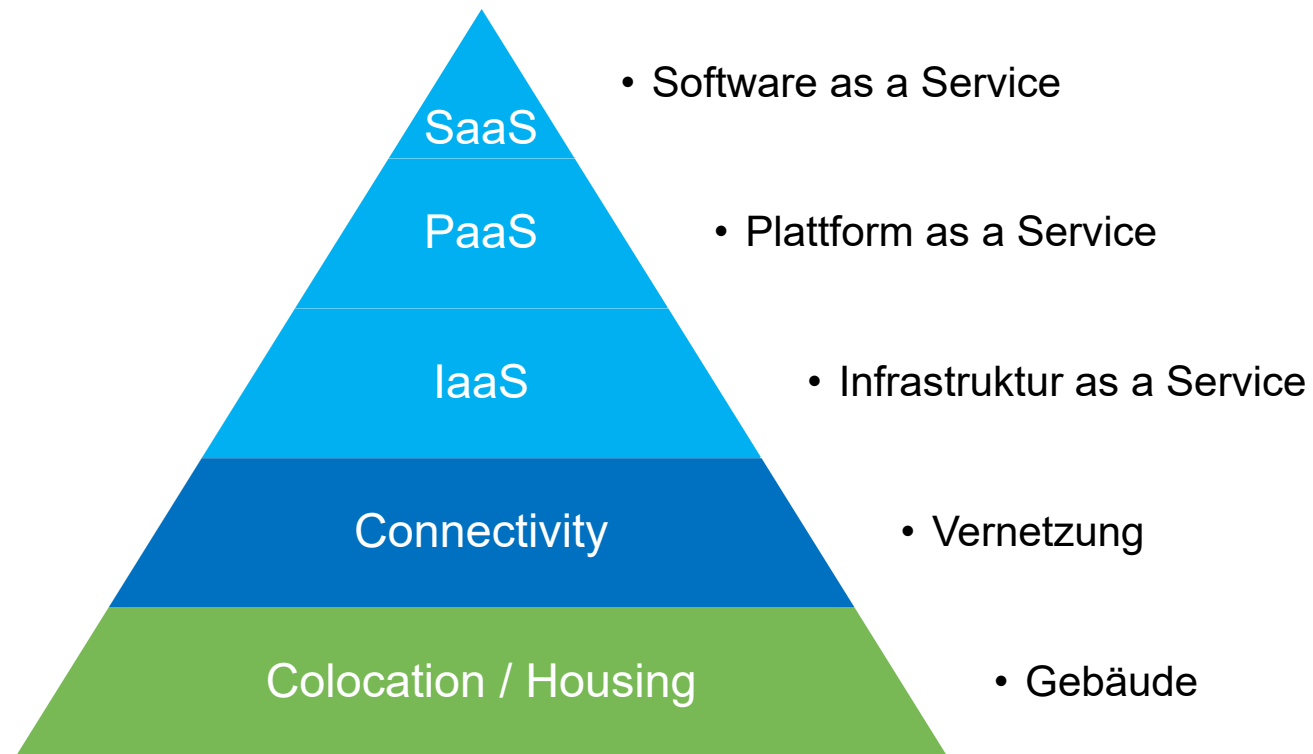 • Software as a Service
SaaS
PaaS
• Plattform as a Service
IaaS
• Infrastruktur as a Service
Connectivity
• Vernetzung
Colocation / Housing
• Gebäude